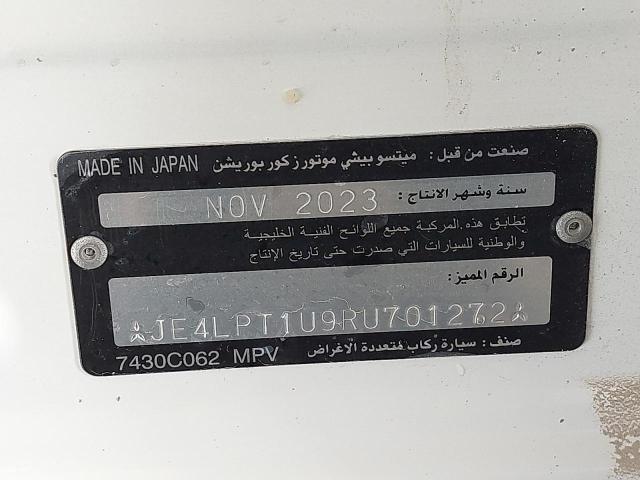 صنعت من قبل : ميتسوبيشي موتورز كوربوريشن MADE IN JAPAN
سنة وشهر الانتاج : NOV 2023
تطابق هذه المركبة جميع اللوائح الفنية الخليجية
والوطنية للسيارات التي صدرت حتى تاريخ الإنتاج
الرقم المميز :
JE4LPT1U9RU701272
صنف : سيارة ركاب متعددة الاغراض 7430C062 MPV